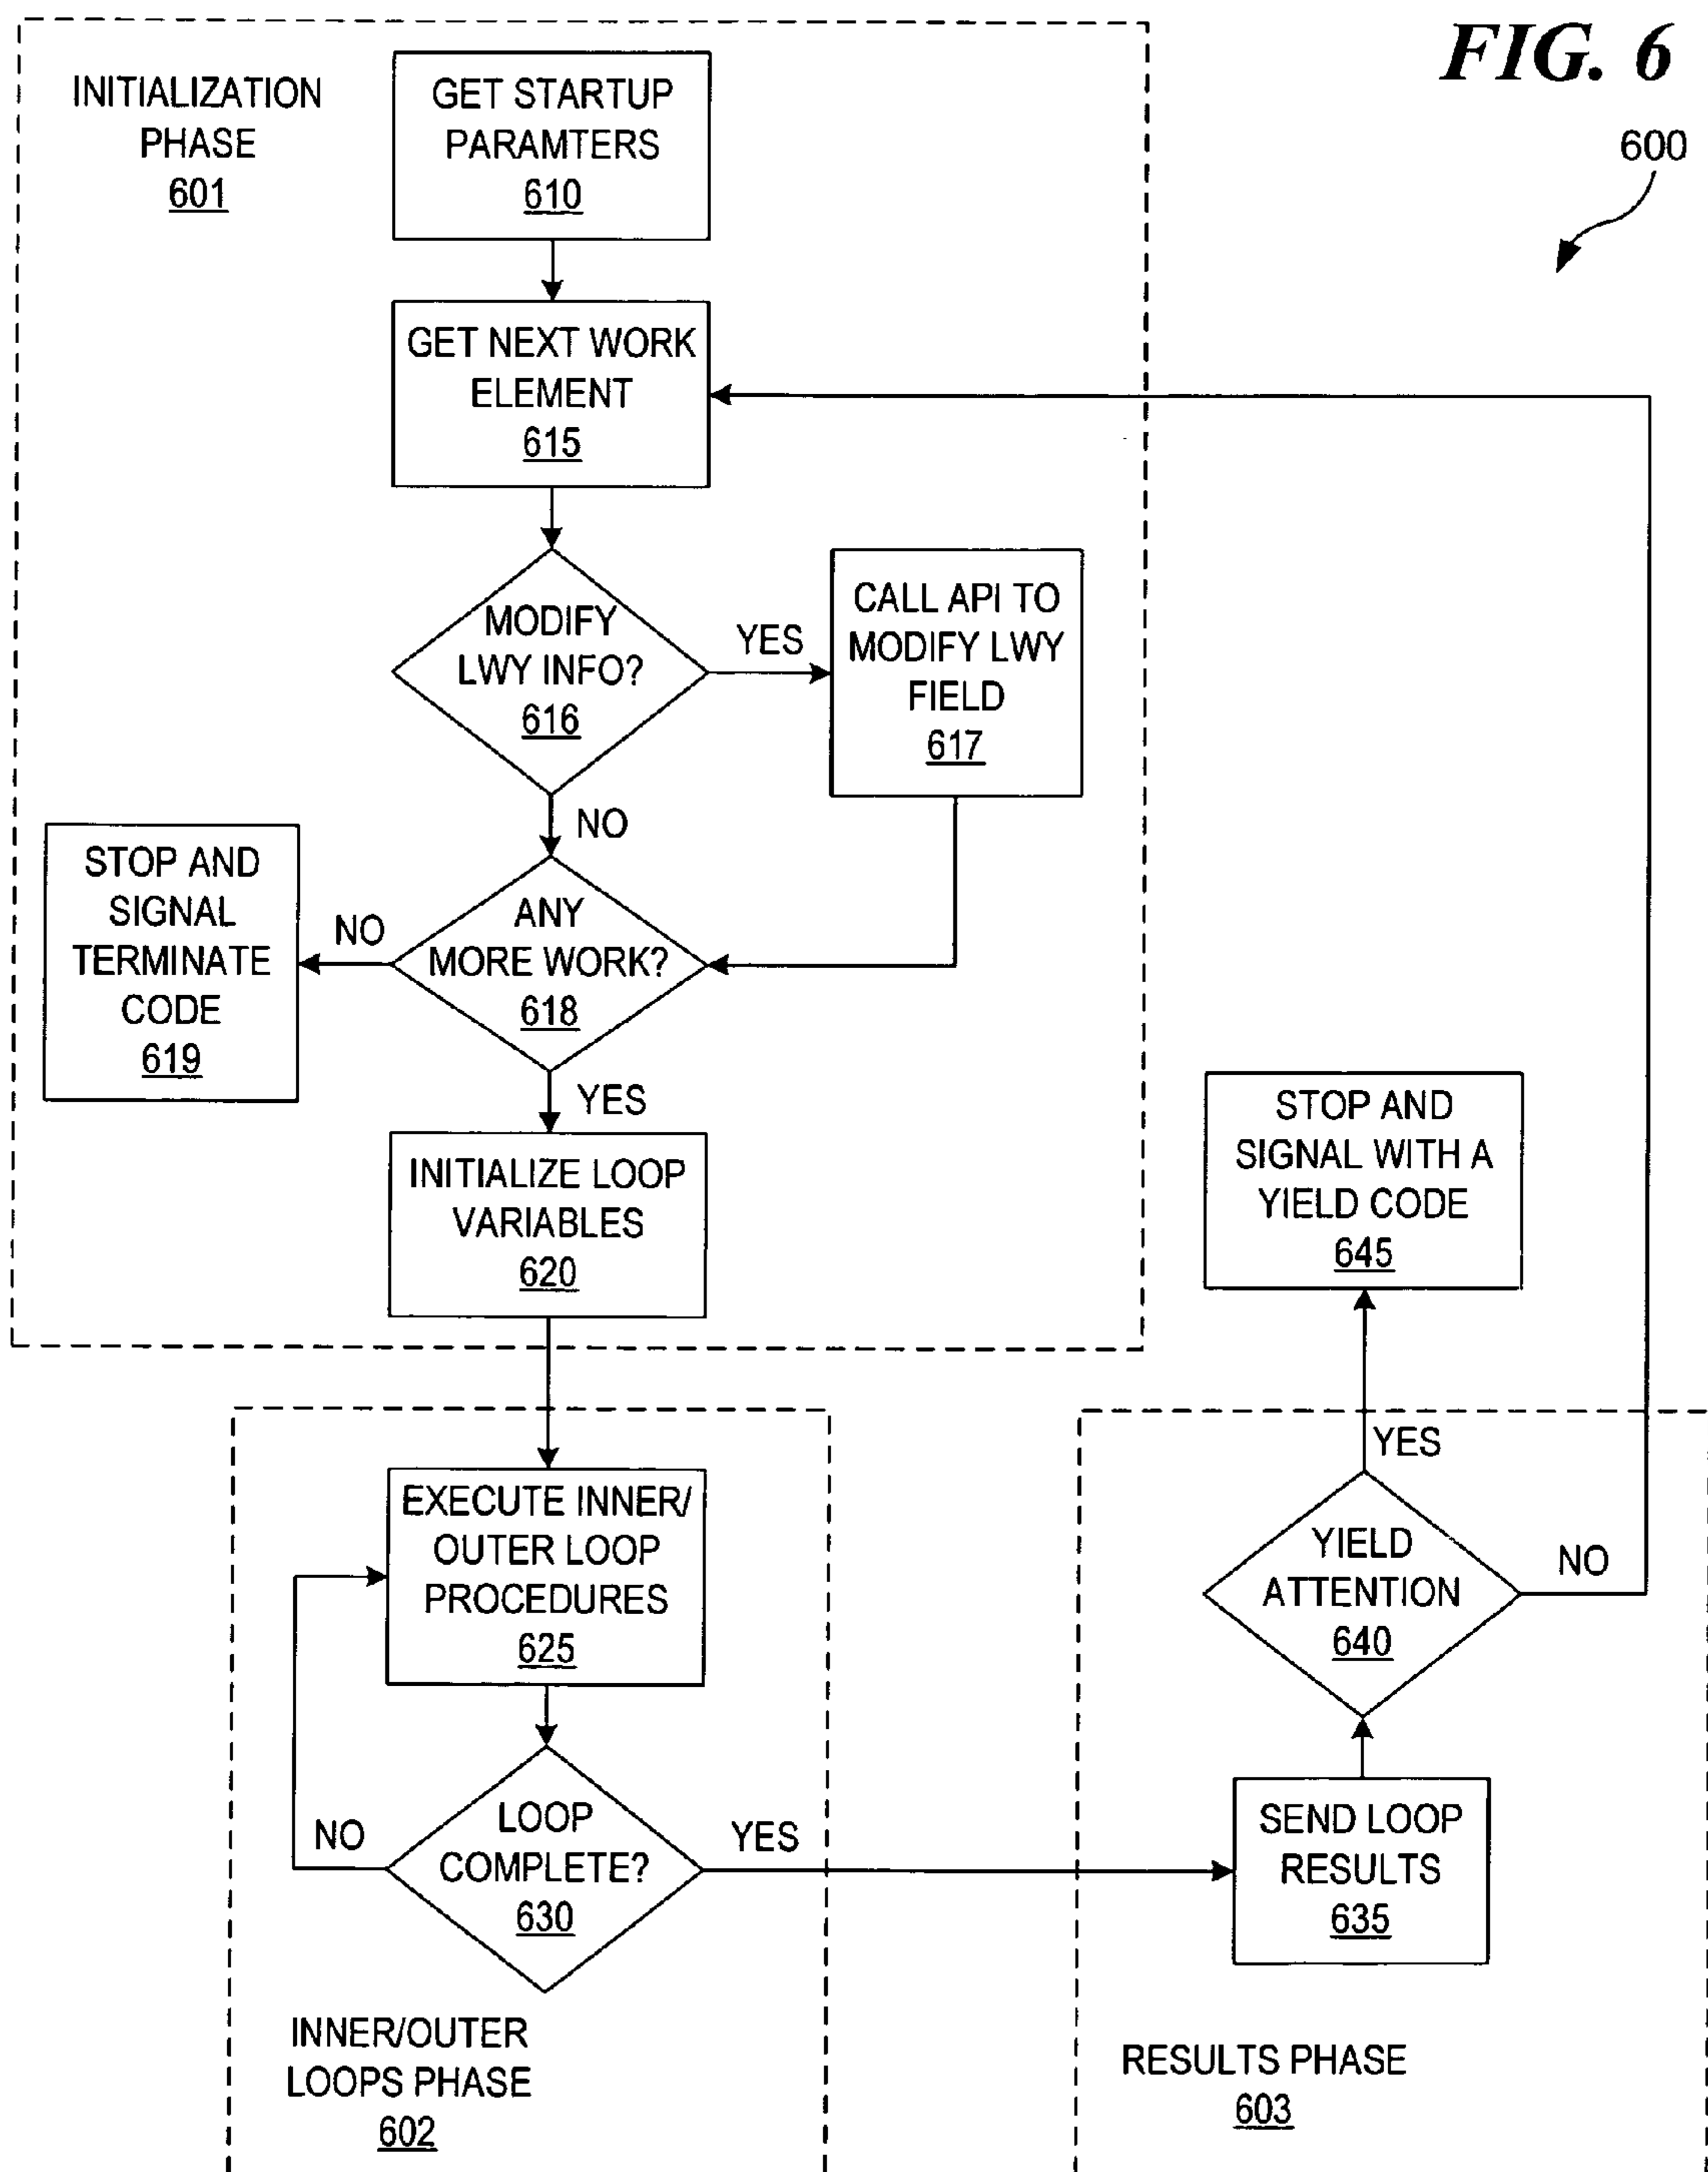 FIG. 6
600
INITIALIZATION
PHASE
601
GET STARTUP
PARAMTERS
610
GET NEXT WORK
ELEMENT
615
MODIFY
LWY INFO?
616
YES
CALL API TO
MODIFY LWY
FIELD
617
NO
STOP AND
SIGNAL
TERMINATE
CODE
619
NO
ANY
MORE WORK?
618
YES
INITIALIZE LOOP
VARIABLES
620
STOP AND
SIGNAL WITH A
YIELD CODE
645
EXECUTE INNER/
OUTER LOOP
PROCEDURES
625
YES
YIELD
ATTENTION
640
NO
NO
LOOP
COMPLETE?
630
YES
SEND LOOP
RESULTS
635
INNER/OUTER
LOOPS PHASE
602
RESULTS PHASE
603